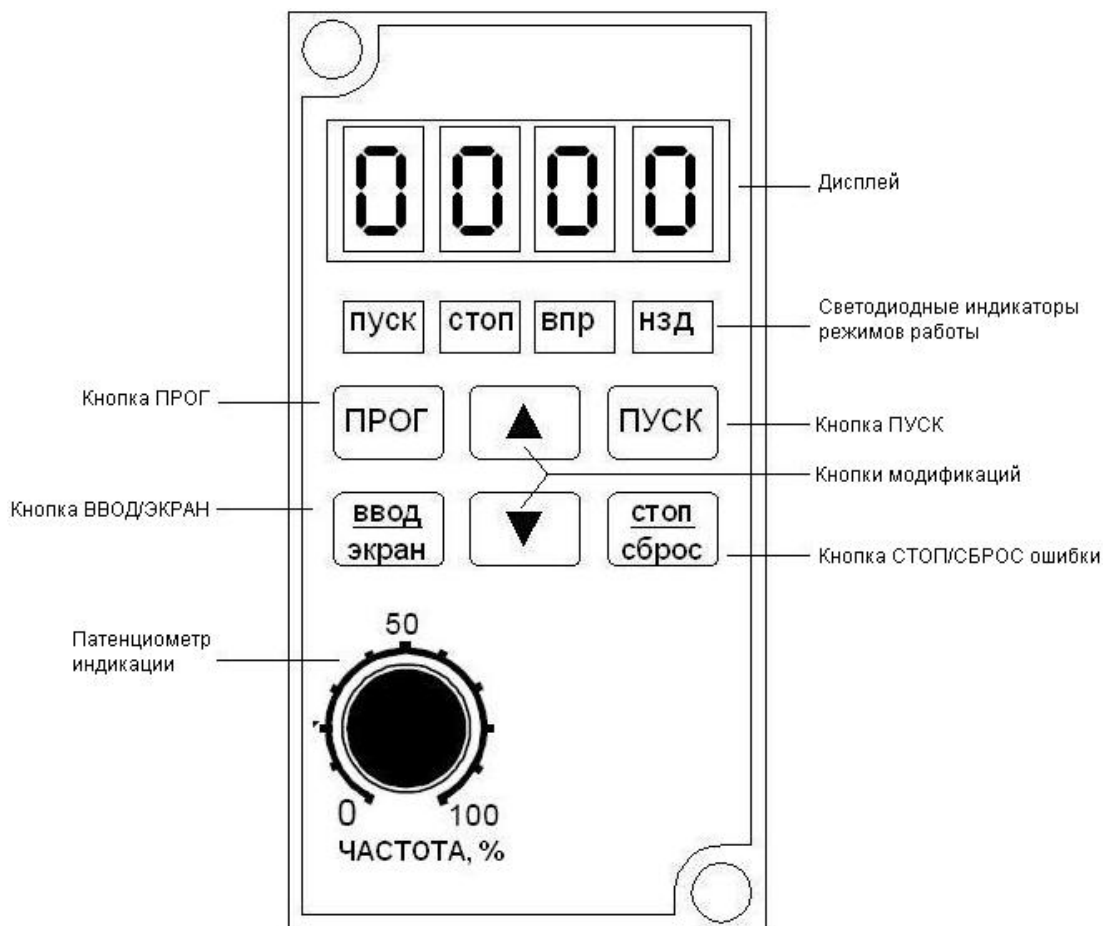 0000
Дисплей
пуск стоп впр нзд
Светодиодные индикаторы
режимов работы
Кнопка ПРОГ
ПРОГ
ПУСК
Кнопка ПУСК
Кнопки модификаций
Кнопка ВВОД/ЭКРАН
ввод
экран
стоп
сброс
Кнопка СТОП/СБРОС ошибки
Патенциометр
индикации
50
0
100
ЧАСТОТА, %